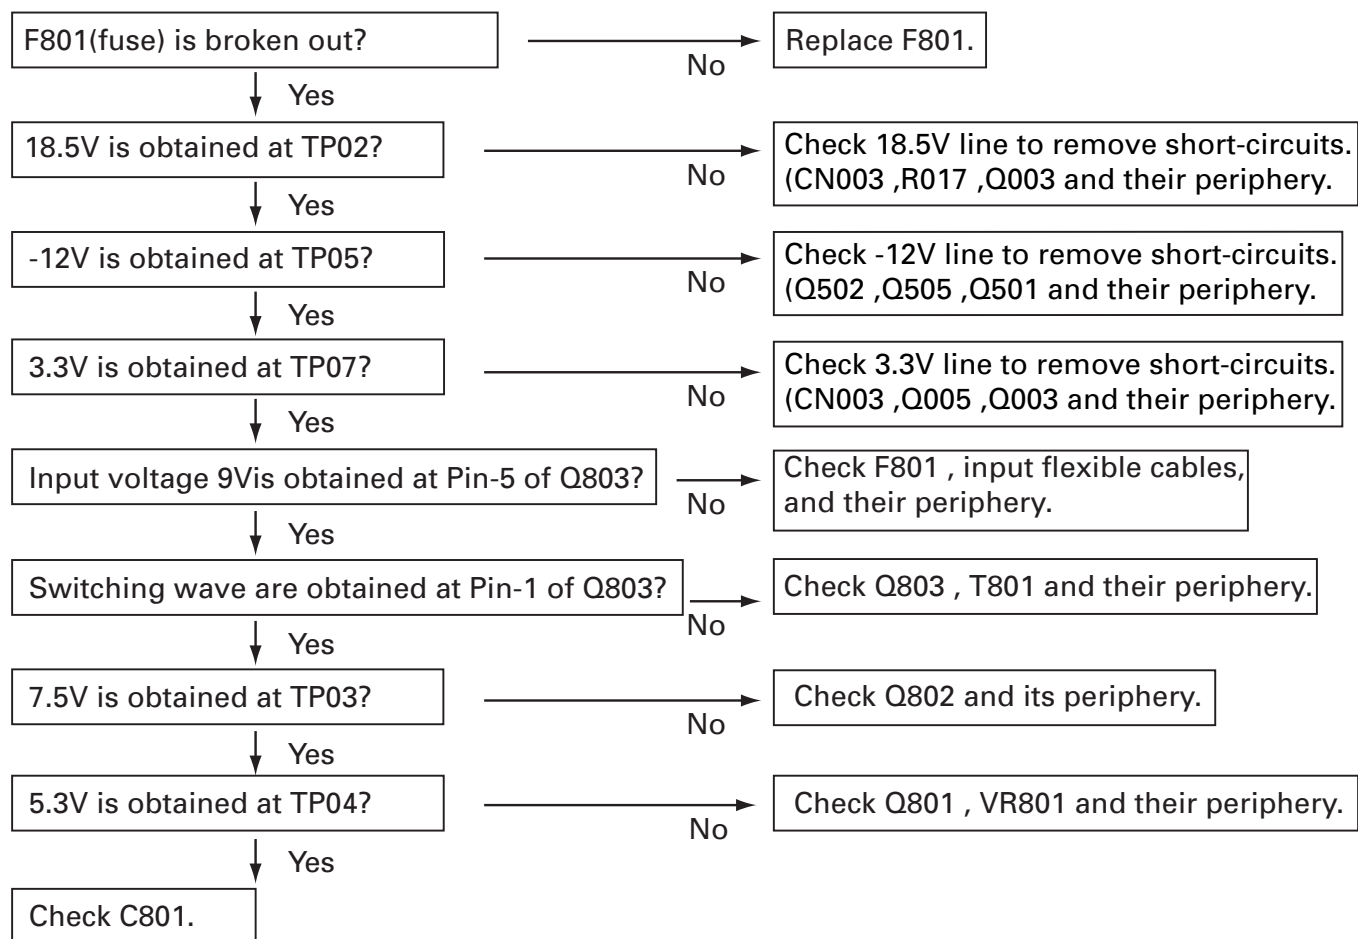 F801(fuse) is broken out?
No
Replace F801.
Yes
18.5V is obtained at TP02?
No
Check 18.5V line to remove short-circuits.
(CN003 ,R017 ,Q003 and their periphery.
Yes
-12V is obtained at TP05?
No
Check -12V line to remove short-circuits.
(Q502 ,Q505 ,Q501 and their periphery.
Yes
3.3V is obtained at TP07?
No
Check 3.3V line to remove short-circuits.
(CN003 ,Q005 ,Q003 and their periphery.
Yes
Input voltage 9Vis obtained at Pin-5 of Q803?
No
Check F801 , input flexible cables,
and their periphery.
Yes
Switching wave are obtained at Pin-1 of Q803?
No
Check Q803 , T801 and their periphery.
Yes
7.5V is obtained at TP03?
No
Check Q802 and its periphery.
Yes
5.3V is obtained at TP04?
No
Check Q801 , VR801 and their periphery.
Yes
Check C801.